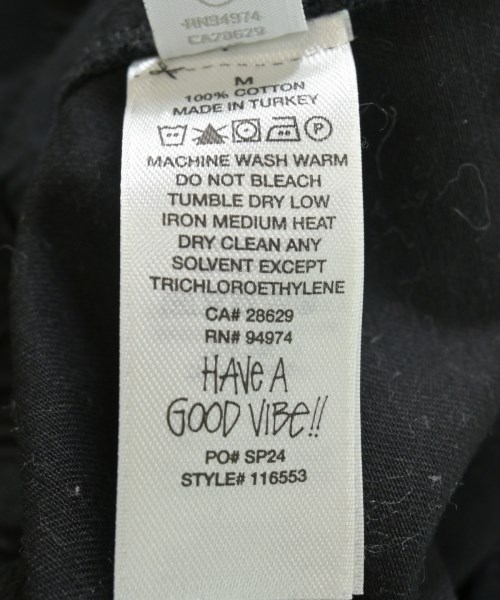 RN94974
CA28629
M
100% COTTON
MADE IN TURKEY
P
MACHINE WASH WARM
DO NOT BLEACH
TUMBLE DRY LOW
IRON MEDIUM HEAT
DRY CLEAN ANY
SOLVENT EXCEPT
TRICHLOROETHYLENE
CA# 28629
RN# 94974
HAVe A
GOOD ViBe!!
PO# SP24
STYLE# 116553